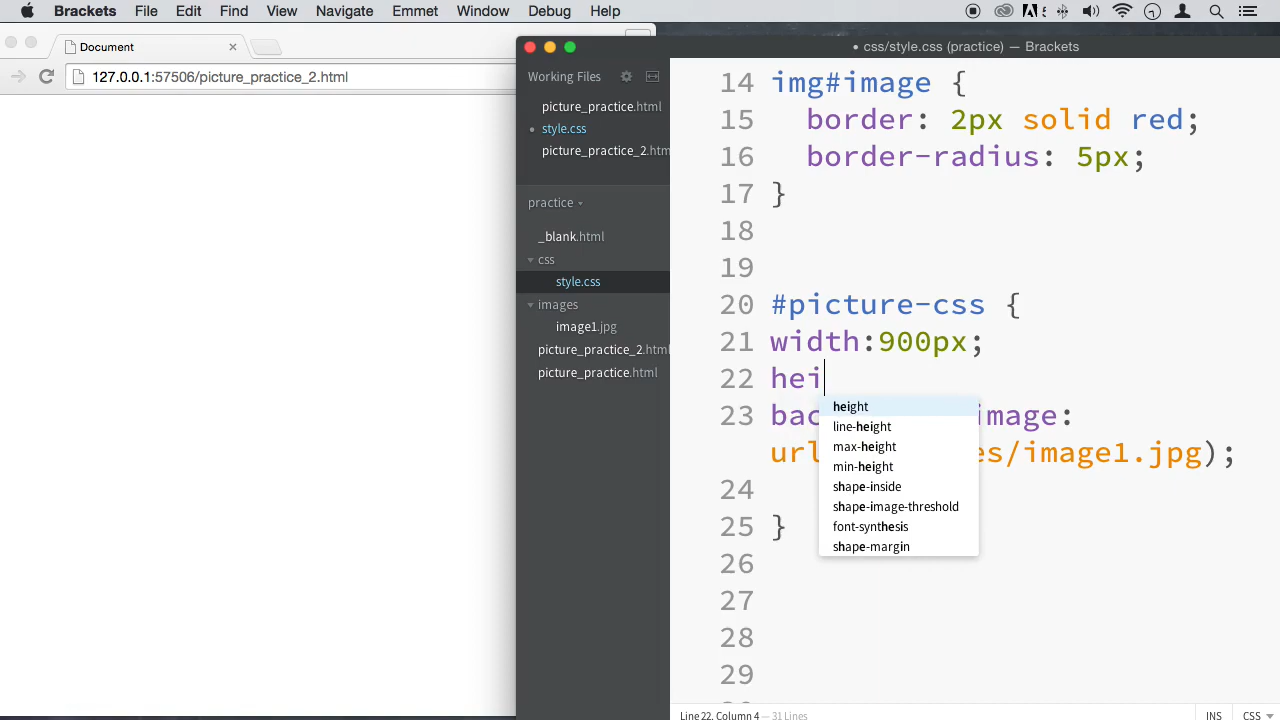 Brackets File Edit Find View Navigate Emmet Window Debug Help
Document
127.0.0.1:57506/picture_practice_2.html
• css/style.css (practice) — Brackets
Working Files
picture_practice.html
style.css
picture_practice_2.htm
practice
_blank.html
css
style.css
images
image1.jpg
picture_practice_2.html
picture_practice.html
14 img#image {
15 border: 2px solid red;
16 border-radius: 5px;
17 }
18
19
20 #picture-css {
21 width:900px;
22 hei
23 bac image:
url es/image1.jpg);
24
25 }
26
27
28
29
height
line-height
max-height
min-height
shape-inside
shape-image-threshold
font-synthesis
shape-margin
Line 22, Column 4 — 31 Lines
INS CSS